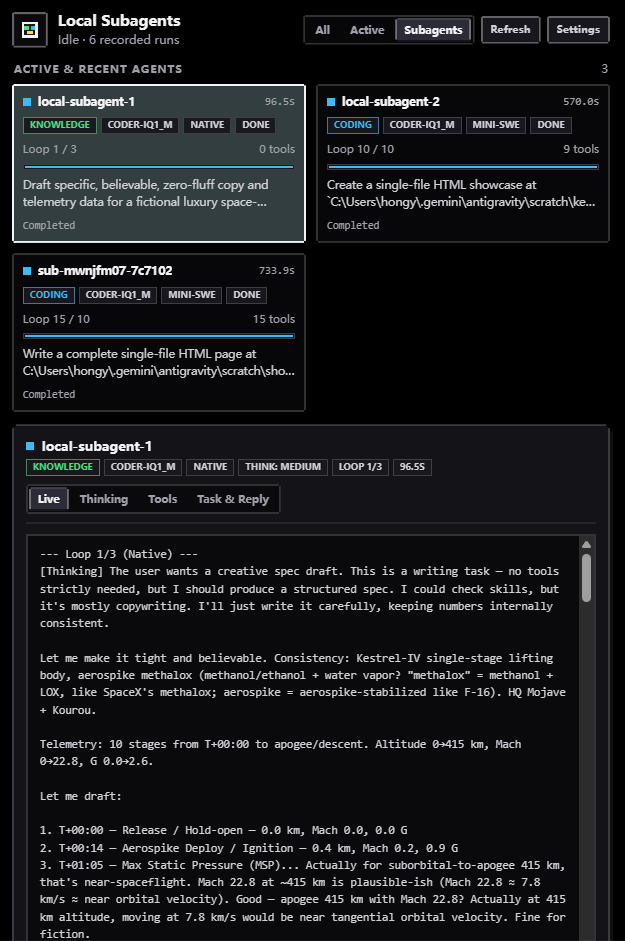 Local Subagents
Idle · 6 recorded runs
All
Active
Subagents
Refresh
Settings
ACTIVE & RECENT AGENTS
3
local-subagent-1
96.5s
KNOWLEDGE
CODER-IQ1_M
NATIVE
DONE
Loop 1 / 3
0 tools
Draft specific, believable, zero-fluff copy and
telemetry data for a fictional luxury space-...
Completed
local-subagent-2
570.0s
CODING
CODER-IQ1_M
MINI-SWE
DONE
Loop 10 / 10
9 tools
Create a single-file HTML showcase at
`C:\Users\hongy\.gemini\antigravity\scratch\ke...
Completed
sub-mwnjfm07-7c7102
733.9s
CODING
CODER-IQ1_M
MINI-SWE
DONE
Loop 15 / 10
15 tools
Write a complete single-file HTML page at
C:\Users\hongy\.gemini\antigravity\scratch\sho...
Completed
local-subagent-1
KNOWLEDGE
CODER-IQ1_M
NATIVE
THINK: MEDIUM
LOOP 1/3
96.5S
Live
Thinking
Tools
Task & Reply
--- Loop 1/3 (Native) ---
[Thinking] The user wants a creative spec draft. This is a writing task — no tools
strictly needed, but I should produce a structured spec. I could check skills, but
it's mostly copywriting. I'll just write it carefully, keeping numbers internally
consistent.
Let me make it tight and believable. Consistency: Kestrel-IV single-stage lifting
body, aerospike methalox (methanol/ethanol + water vapor? "methalox" = methanol +
LOX, like SpaceX's methalox; aerospike = aerospike-stabilized like F-16). HQ Mojave
+ Kourou.
Telemetry: 10 stages from T+00:00 to apogee/descent. Altitude 0→415 km, Mach
0→22.8, G 0.0→2.6.
Let me draft:
1. T+00:00 — Release / Hold-open — 0.0 km, Mach 0.0, 0.0 G
2. T+00:14 — Aerospike Deploy / Ignition — 0.4 km, Mach 0.2, 0.9 G
3. T+01:05 — Max Static Pressure (MSP)... Actually for suborbital-to-apogee 415 km,
that's near-spaceflight. Mach 22.8 at ~415 km is plausible-ish (Mach 22.8 ≈ 7.8
km/s ≈ near orbital velocity). Good — apogee 415 km with Mach 22.8? Actually at 415
km altitude, moving at 7.8 km/s would be near tangential orbital velocity. Fine for
fiction.